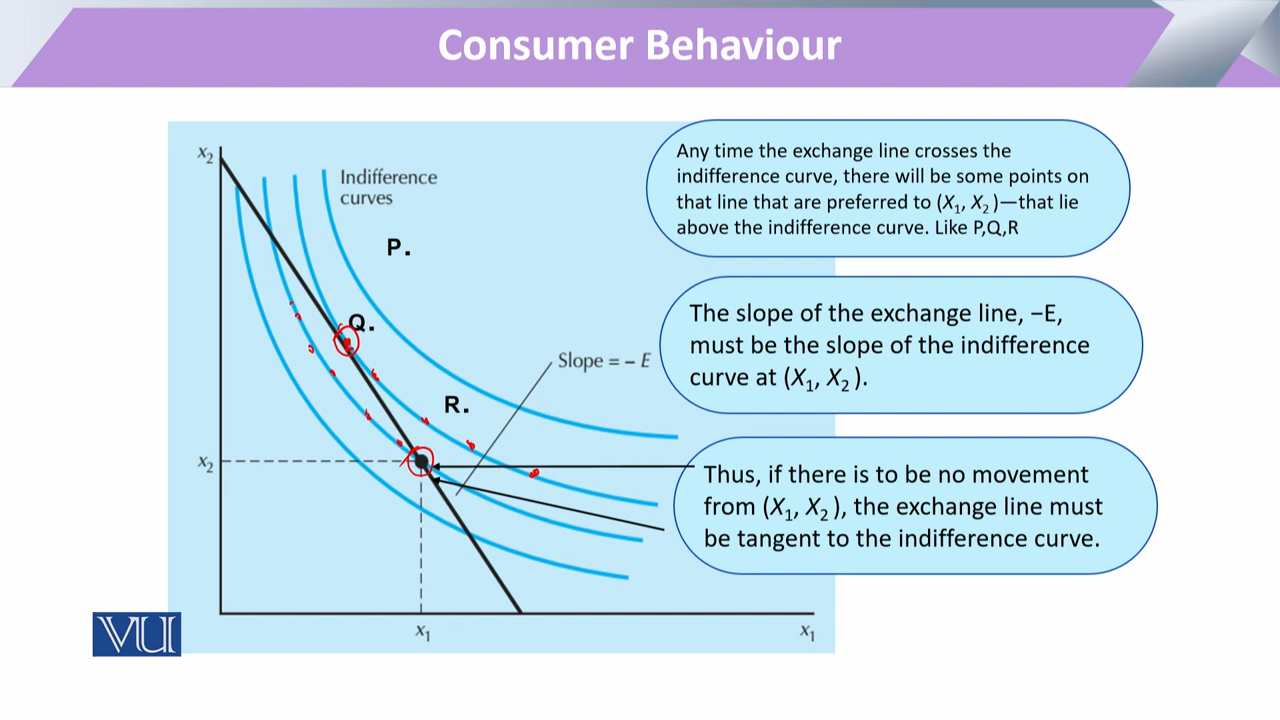 Consumer Behaviour
x₂
Indifference
curves
P.
Q.
R.
Slope = – E
x₂
x₁
x₁
Any time the exchange line crosses the
indifference curve, there will be some points on
that line that are preferred to (X₁, X₂ )—that lie
above the indifference curve. Like P,Q,R
The slope of the exchange line, −E,
must be the slope of the indifference
curve at (X₁, X₂ ).
Thus, if there is to be no movement
from (X₁, X₂ ), the exchange line must
be tangent to the indifference curve.
VU